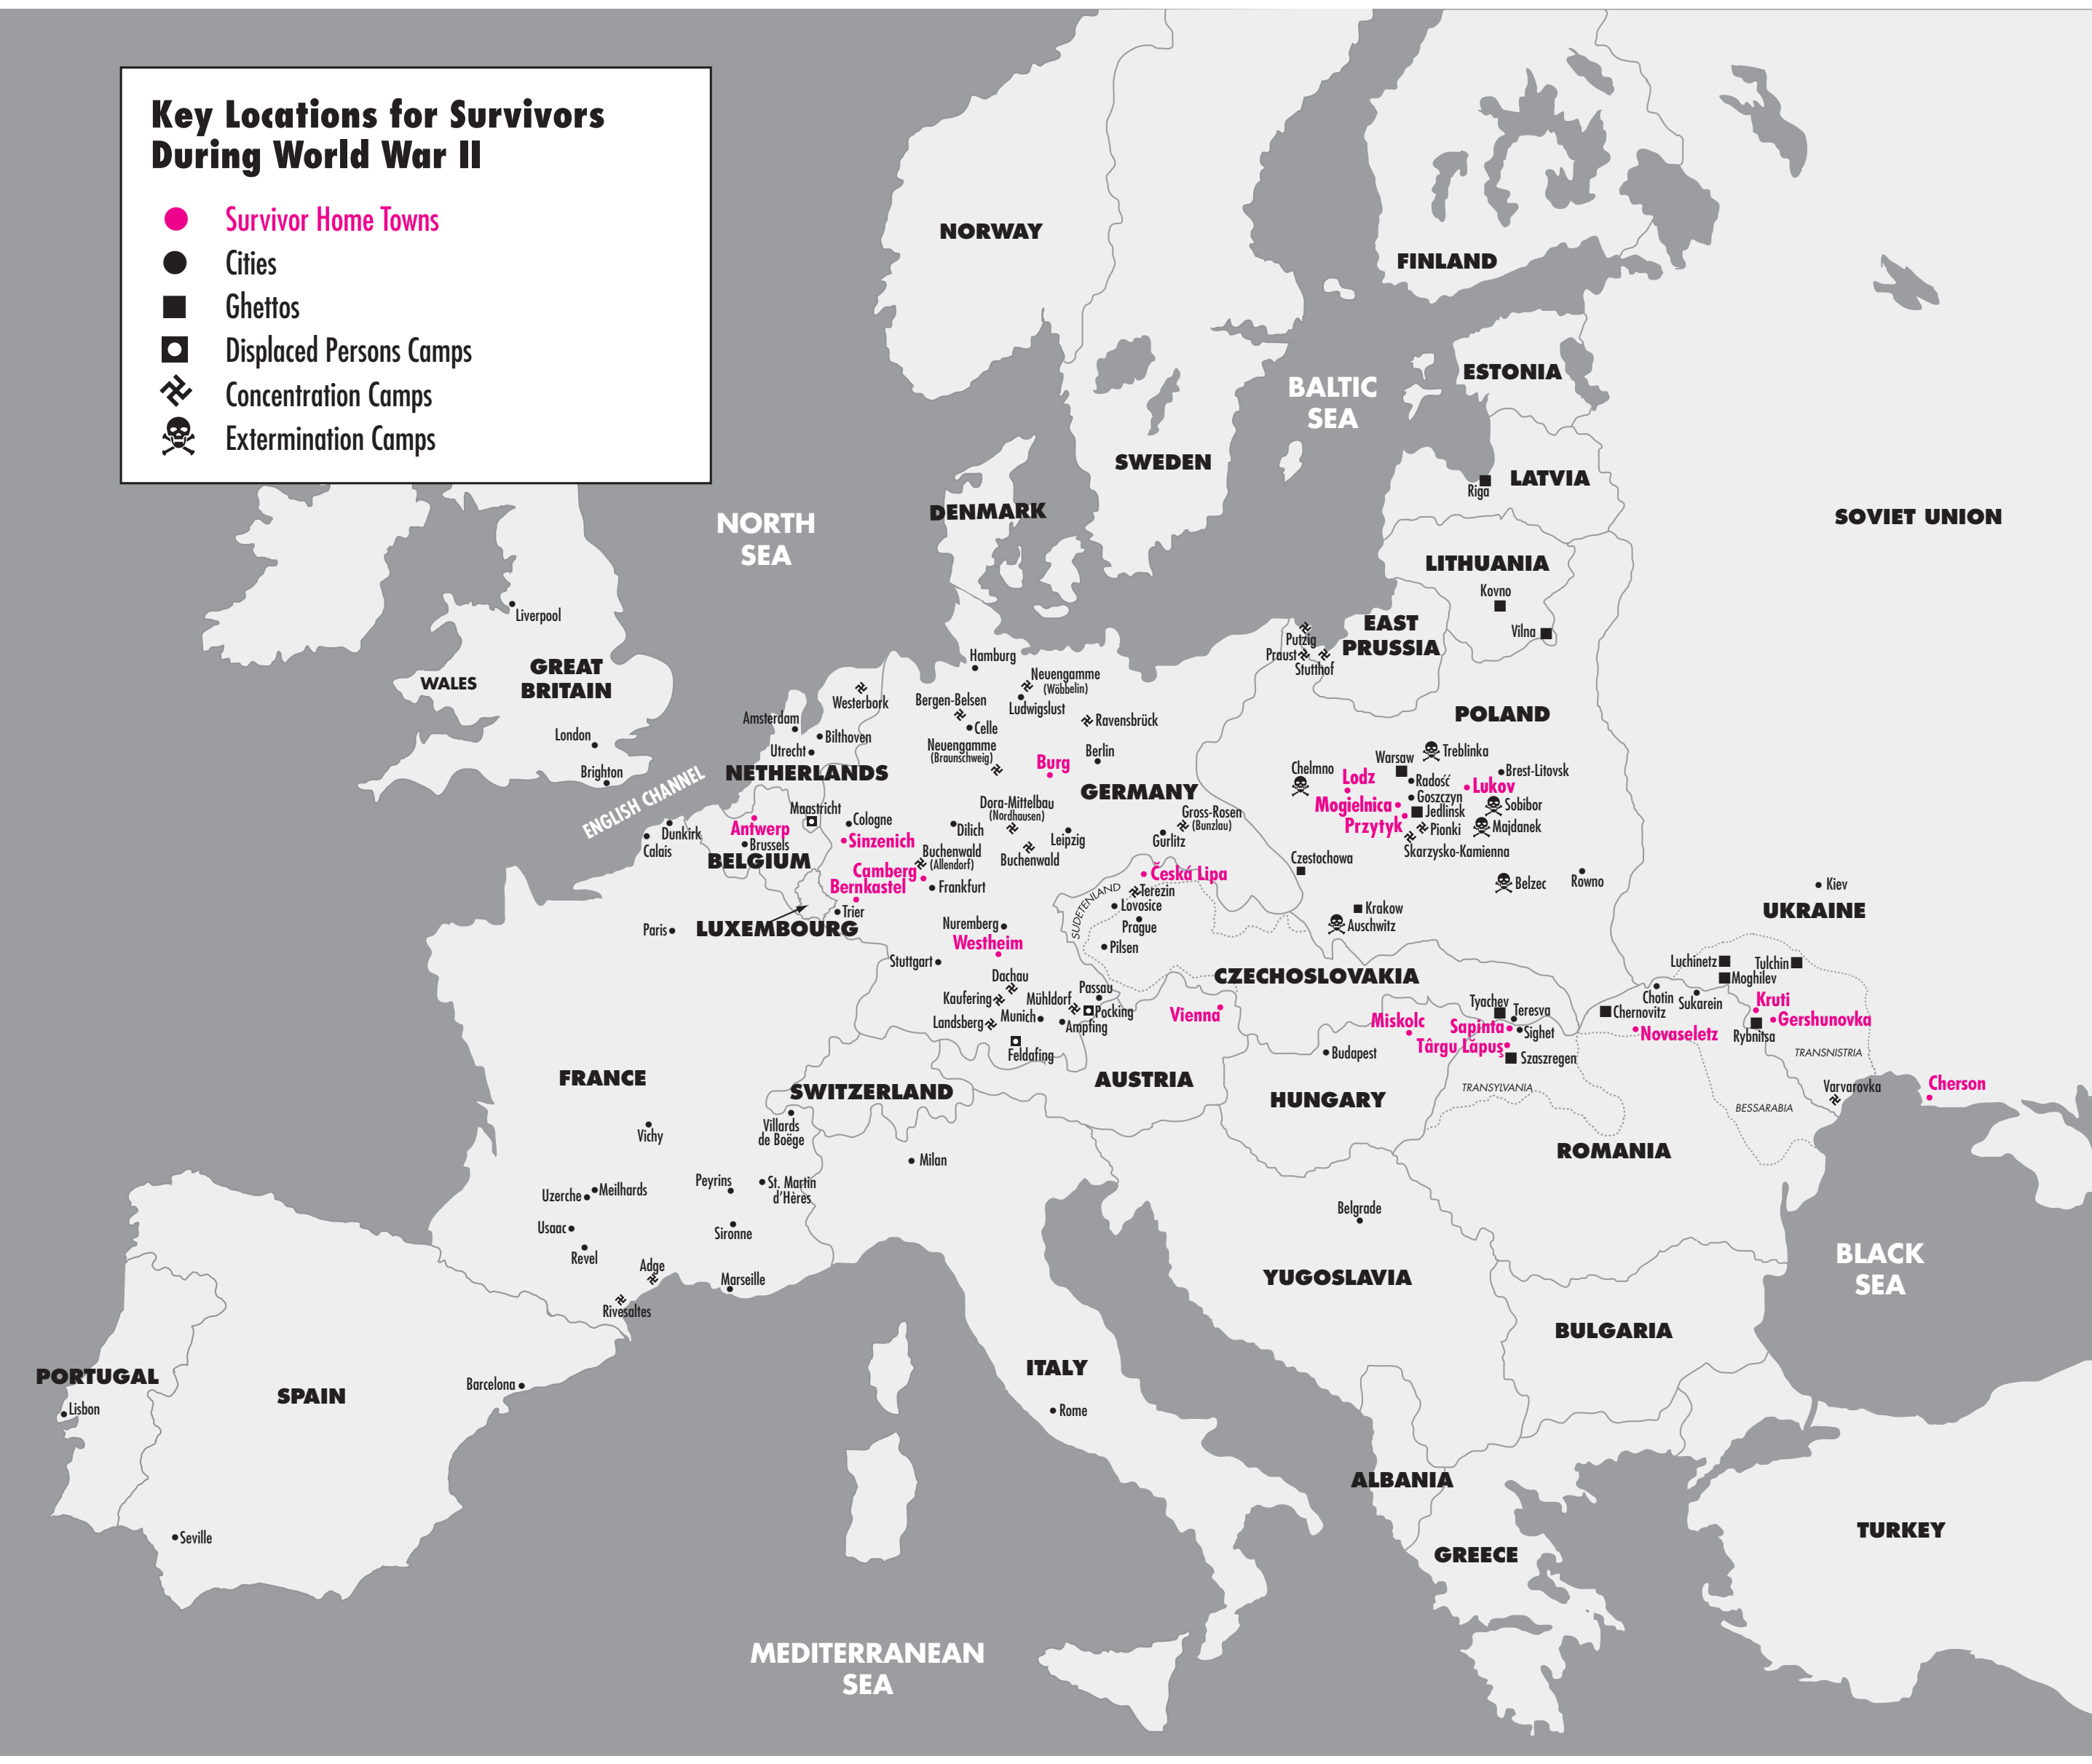 Key Locations for Survivors
During World War II
Survivor Home Towns
Cities
Ghettos
Displaced Persons Camps
Concentration Camps
Extermination Camps
NORWAY
FINLAND
ESTONIA
BALTIC
SEA
SWEDEN
LATVIA
Riga
DENMARK
NORTH
SEA
SOVIET UNION
LITHUANIA
Kovno
Vilna
Liverpool
EAST
PRUSSIA
Putzig
Praust
Stutthof
GREAT
BRITAIN
WALES
London
Brighton
ENGLISH CHANNEL
Hamburg
Neuengamme
(Wöbbelin)
Ludwigslust
Westerbork
Bergen-Belsen
Celle
Ravensbrück
Neuengamme
(Braunschweig)
Berlin
Burg
GERMANY
Amsterdam
Bilthoven
Utrecht
NETHERLANDS
Maastricht
Antwerp
Brussels
BELGIUM
Dunkirk
Calais
Cologne
Sinzenich
Dilich
Dora-Mittelbau
(Nordhausen)
Leipzig
Gross-Rosen
(Bunzlau)
Gurlitz
Buchenwald
(Allendorf)
Buchenwald
Camberg
Bernkastel
Frankfurt
Trier
LUXEMBOURG
Paris
POLAND
Warsaw
Treblinka
Chelmno
Lodz
Radość
Brest-Litovsk
Lukov
Mogielnica
Goszczyn
Jedlinsk
Sobibor
Przytyk
Pionki
Majdanek
Skarzysko-Kamienna
Czestochowa
Belzec
Rowno
Krakow
Auschwitz
Kiev
UKRAINE
Česká Lipa
SUDETENLAND
Terezin
Lovosice
Prague
Pilsen
Nuremberg
Westheim
Stuttgart
Dachau
Kaufering
Mühldorf
Passau
Pocking
Landsberg
Munich
Ampfing
Feldafing
CZECHOSLOVAKIA
Vienna
Miskolc
Tyachev
Teresva
Sapinta
Sighet
Târgu Lăpuş
Szaszregen
Budapest
Luchinetz
Tulchin
Moghilev
Chotin
Sukarein
Chernovitz
Kruti
Gershunovka
Novaseletz
Rybnitsa
TRANSNISTRIA
Varvarovka
Cherson
TRANSYLVANIA
BESSARABIA
FRANCE
SWITZERLAND
AUSTRIA
HUNGARY
ROMANIA
Villards
de Boëge
Vichy
Milan
Peyrins
St. Martin
d'Hères
Uzerche
Meilhards
Usaac
Sironne
Revel
Adge
Marseille
Rivesaltes
Belgrade
YUGOSLAVIA
BLACK
SEA
BULGARIA
PORTUGAL
Lisbon
SPAIN
Barcelona
Seville
ITALY
Rome
ALBANIA
GREECE
TURKEY
MEDITERRANEAN
SEA